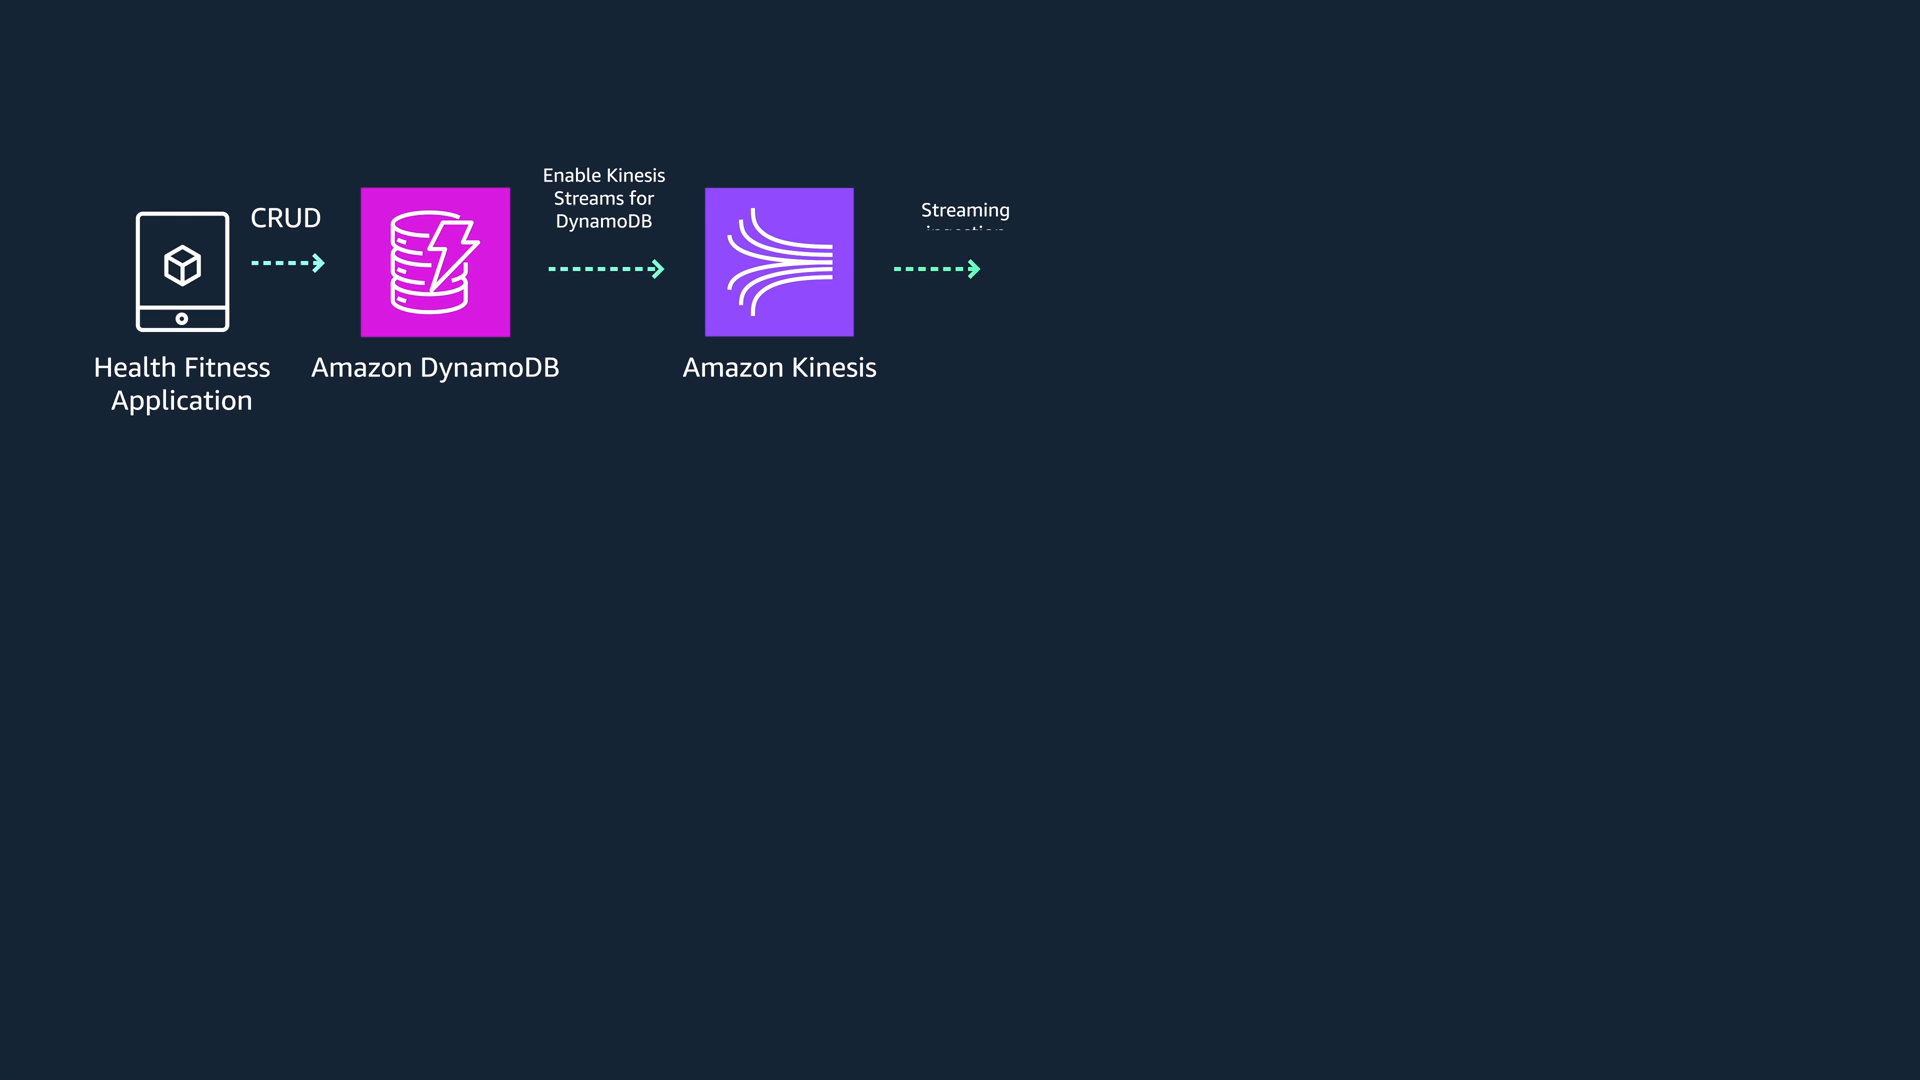 Enable Kinesis
Streams for
DynamoDB
CRUD
Streaming
Health Fitness
Application
Amazon DynamoDB
Amazon Kinesis